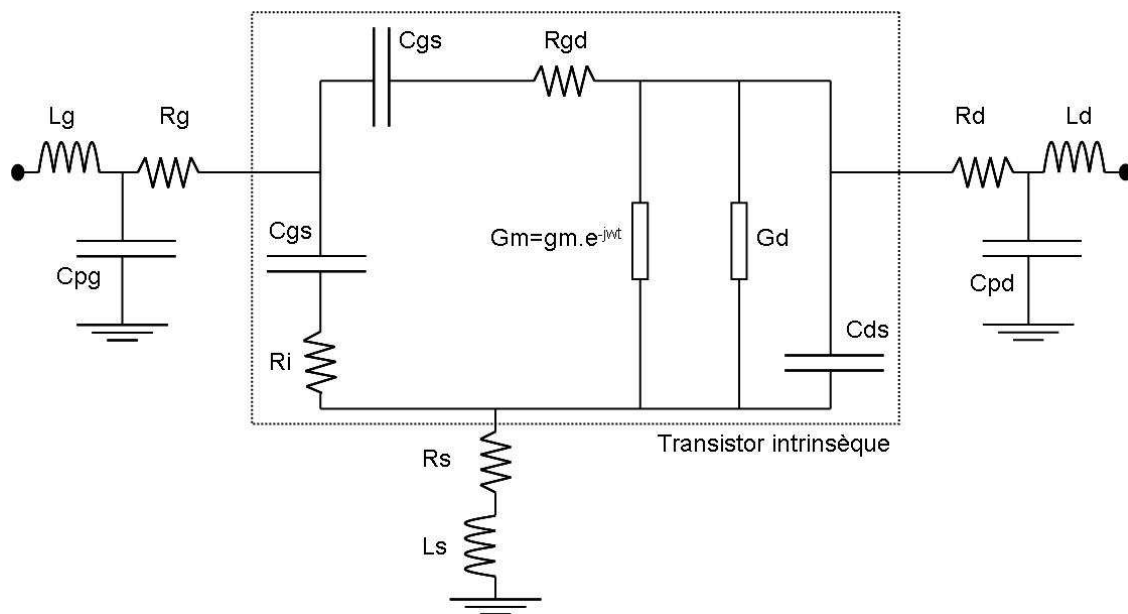 Cgs
Rgd
Lg
Rg
Rd
Ld
Cgs
Gm=gm.e-jwt
Gd
Cpg
Cpd
Cds
Ri
Transistor intrinsèque
Rs
Ls